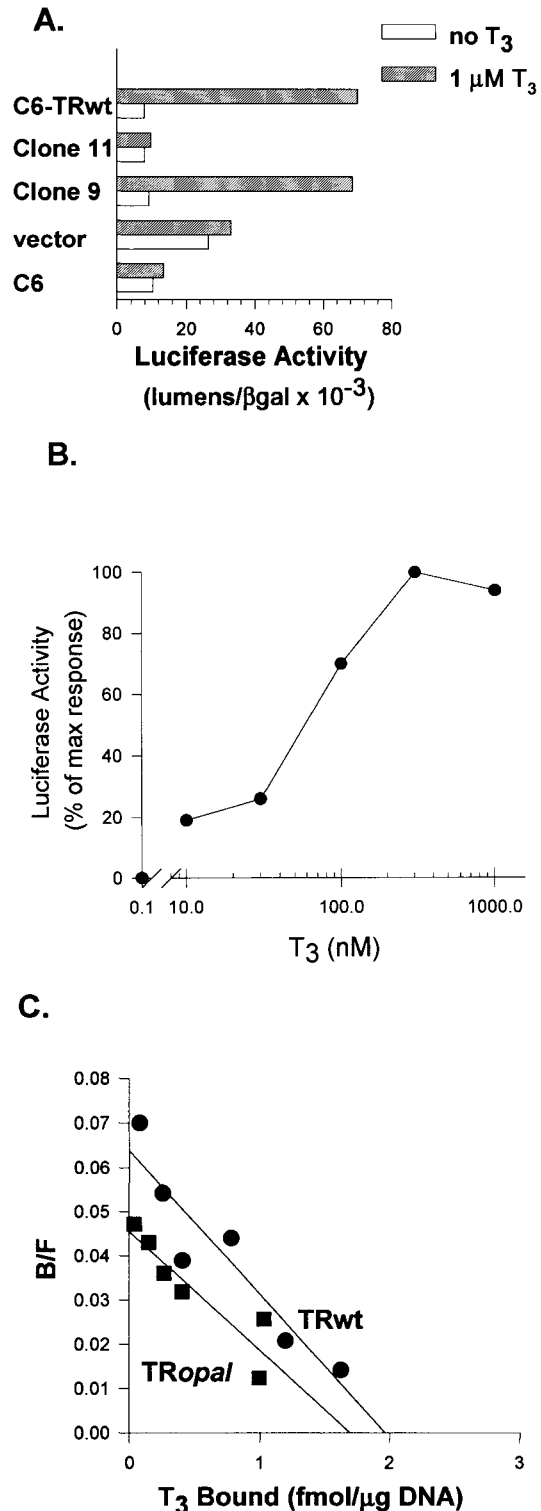 A.
no T3
1 μM T3
C6-TRwt
Clone 11
Clone 9
vector
C6
0 20 40 60 80
Luciferase Activity
(lumens/βgal x 10-3)
B.
100
80
60
40
20
0
Luciferase Activity
(% of max response)
0.1 10.0 100.0 1000.0
T3 (nM)
C.
0.08
0.07
0.06
0.05
0.04
0.03
0.02
0.01
0.00
B/F
TRwt
TRopal
0 1 2 3
T3 Bound (fmol/μg DNA)